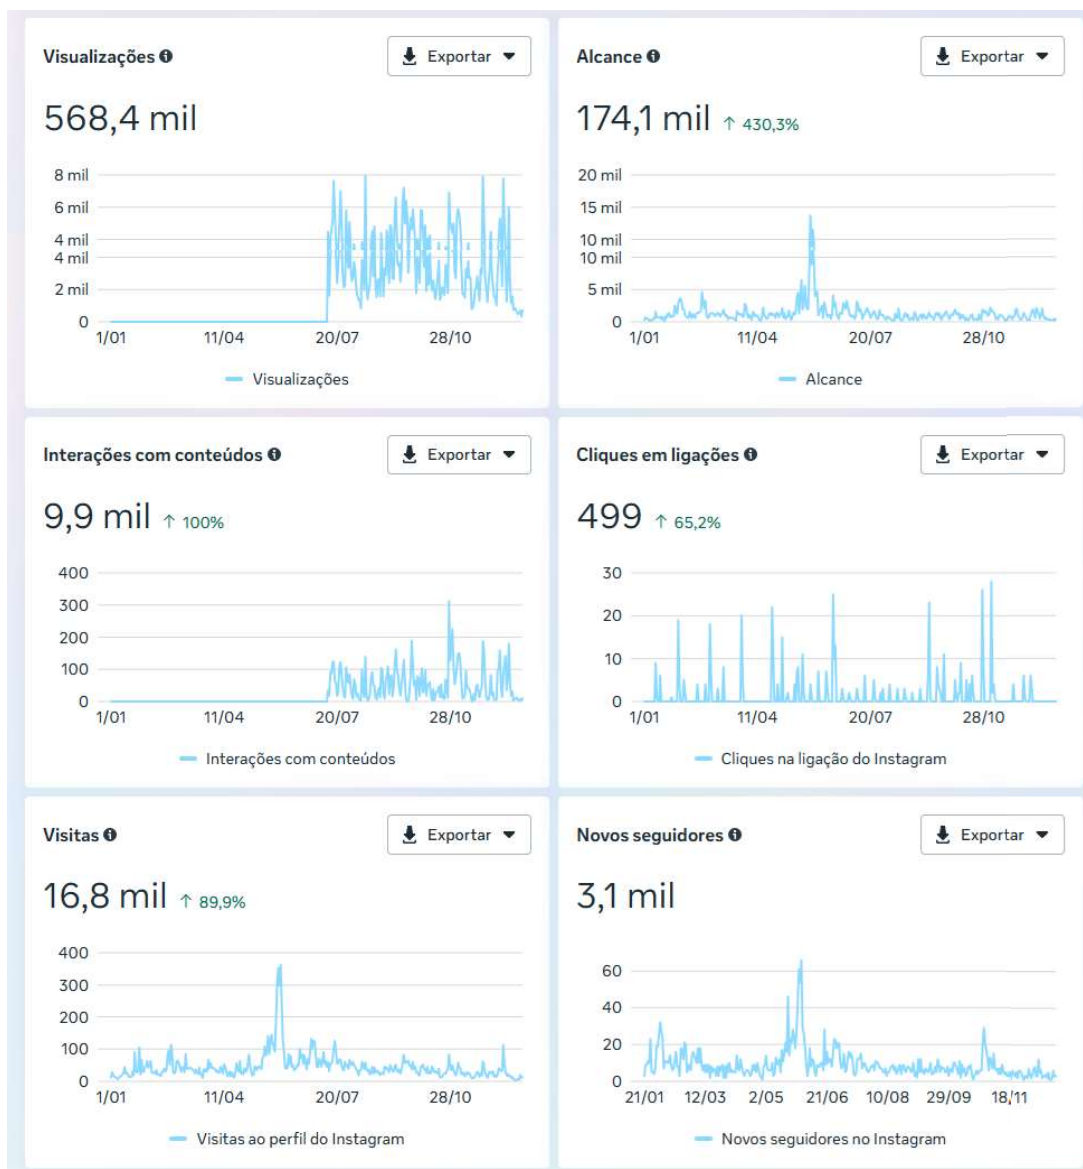 Visualizações
Exportar
568,4 mil
8 mil
6 mil
4 mil
4 mil
2 mil
0
1/01 11/04 20/07 28/10
Visualizações
Alcance
Exportar
174,1 mil ↑ 430,3%
20 mil
15 mil
10 mil
10 mil
5 mil
0
1/01 11/04 20/07 28/10
Alcance
Interações com conteúdos
Exportar
9,9 mil ↑ 100%
400
300
200
100
0
1/01 11/04 20/07 28/10
Interações com conteúdos
Cliques em ligações
Exportar
499 ↑ 65,2%
30
20
10
0
1/01 11/04 20/07 28/10
Cliques na ligação do Instagram
Visitas
Exportar
16,8 mil ↑ 89,9%
400
300
200
100
0
1/01 11/04 20/07 28/10
Visitas ao perfil do Instagram
Novos seguidores
Exportar
3,1 mil
60
40
20
0
21/01 12/03 2/05 21/06 10/08 29/09 18/11
Novos seguidores no Instagram